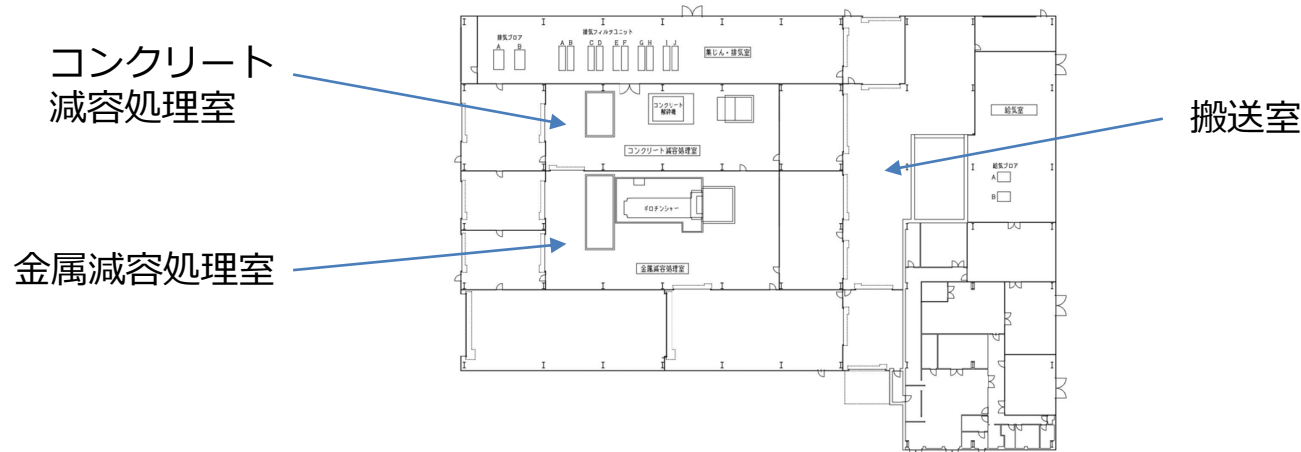 コンクリート
減容処理室
金属減容処理室
搬送室
排気ブロア
A B
排気フィルタユニット
A B C D E F G H I J
集じん・排気室
コンクリート
解砕機
コンクリート減容処理室
ギロチンシャー
金属減容処理室
給気室
給気ブロア
A
B